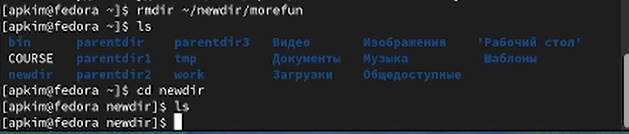 [apkim@fedora ~]$ rmdir ~/newdir/morefun
[apkim@fedora ~]$ ls
bin parentdir parentdir3 Видео Изображения 'Рабочий стол'
COURSE parentdir1 tmp Документы Музыка Шаблоны
newdir parentdir2 work Загрузки Общедоступные
[apkim@fedora ~]$ cd newdir
[apkim@fedora newdir]$ ls
[apkim@fedora newdir]$